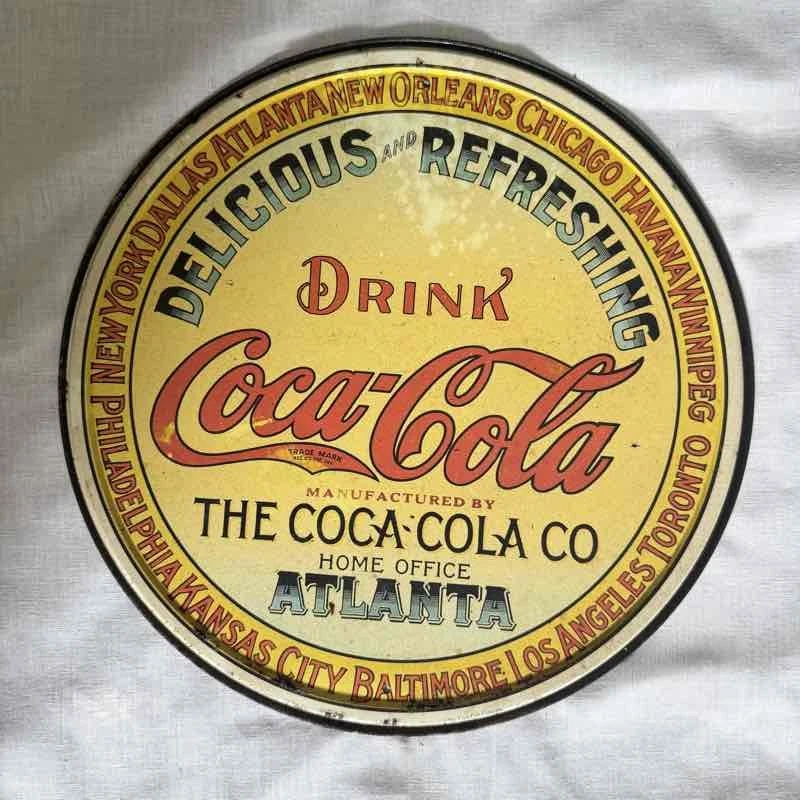 NEW YORK DALLAS ATLANTA NEW ORLEANS CHICAGO HAVANA WINNIPEG TORONTO LOS ANGELES BALTIMORE KANSAS CITY PHILADELPHIA
DELICIOUS AND REFRESHING
DRINK
Coca-Cola
TRADE MARK
MANUFACTURED BY
THE COCA-COLA CO
HOME OFFICE
ATLANTA